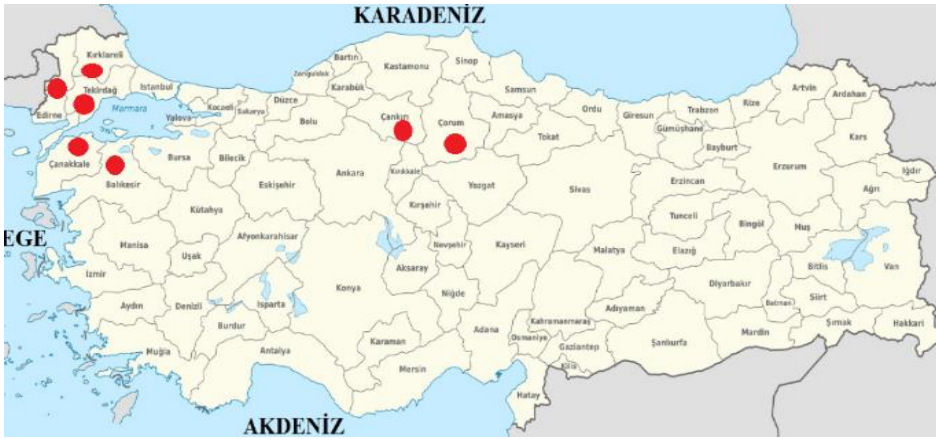 KARADENİZ
Kırklareli
Tekirdağ
Edirne
İstanbul
Marmara
Yalova
Kocaeli
Sakarya
Düzce
Zonguldak
Bartın
Karabük
Kastamonu
Sinop
Samsun
Bolu
Çankırı
Çorum
Amasya
Ordu
Tokat
Giresun
Trabzon
Gümüşhane
Bayburt
Rize
Artvin
Ardahan
Kars
Iğdır
Çanakkale
Balıkesir
Bursa
Bilecik
Eskişehir
Ankara
Kırıkkale
Yozgat
Sivas
Erzincan
Erzurum
Ağrı
Kütahya
Kırşehir
Tunceli
Bingöl
Muş
EGE
Manisa
Uşak
Afyonkarahisar
Nevşehir
Kayseri
Malatya
Elazığ
Bitlis
Van
İzmir
Aksaray
Konya
Niğde
Diyarbakır
Batman
Siirt
Aydın
Denizli
Isparta
Burdur
Kahramanmaraş
Adıyaman
Şırnak
Hakkari
Muğla
Antalya
Karaman
Adana
Osmaniye
Gaziantep
Şanlıurfa
Mardin
Mersin
Kilis
Hatay
AKDENİZ